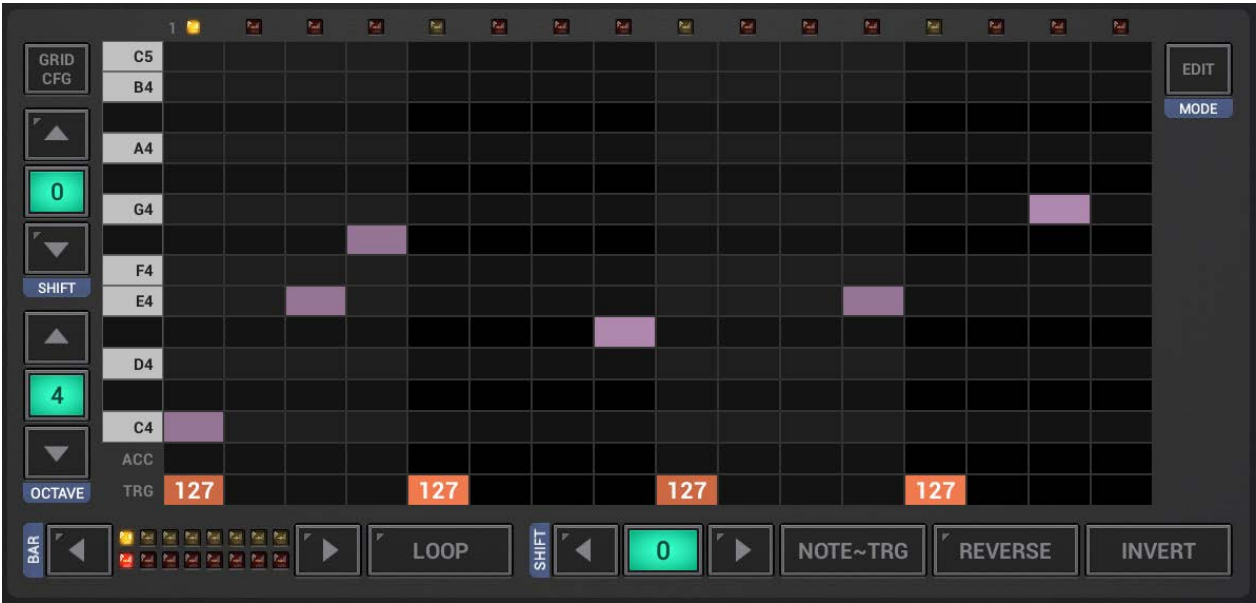 1
GRID
CFG
C5
EDIT
B4
MODE
A4
0
G4
F4
SHIFT
E4
D4
4
C4
ACC
OCTAVE
TRG 127 127 127 127
BAR
LOOP
SHIFT
0
NOTE~TRG
REVERSE
INVERT